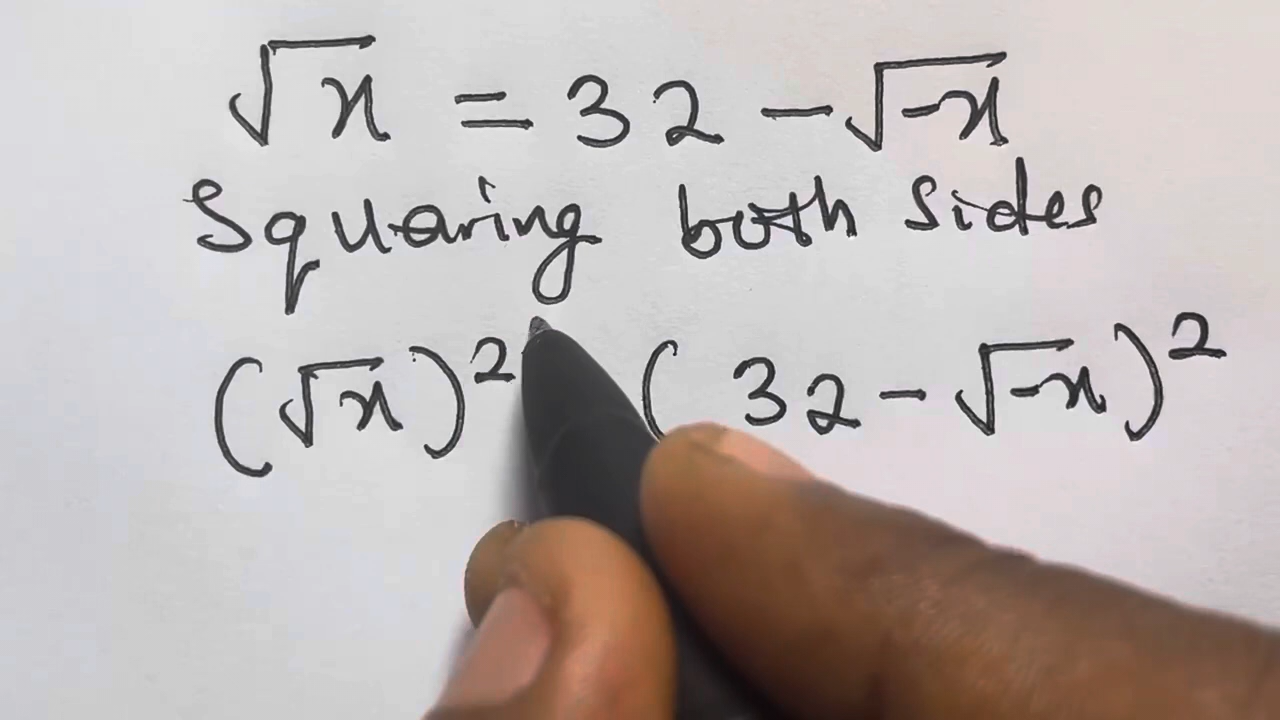 √x = 32 - √-x
Squaring both sides
(√x)² (32 - √-x)²